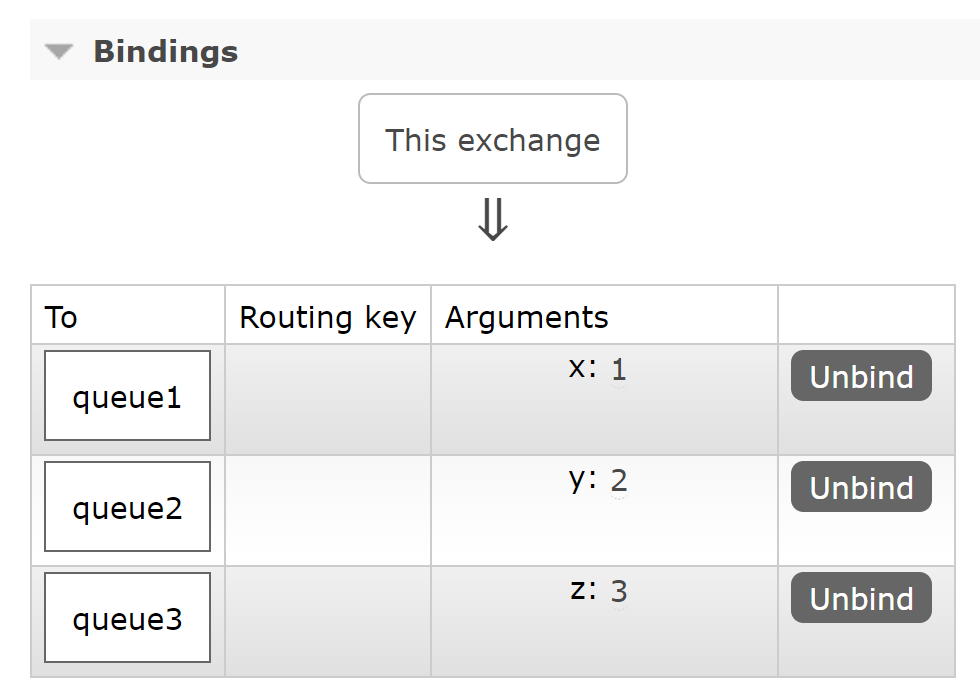 Bindings
This exchange
⇓
To Routing key Arguments
queue1 x: 1 Unbind
queue2 y: 2 Unbind
queue3 z: 3 Unbind